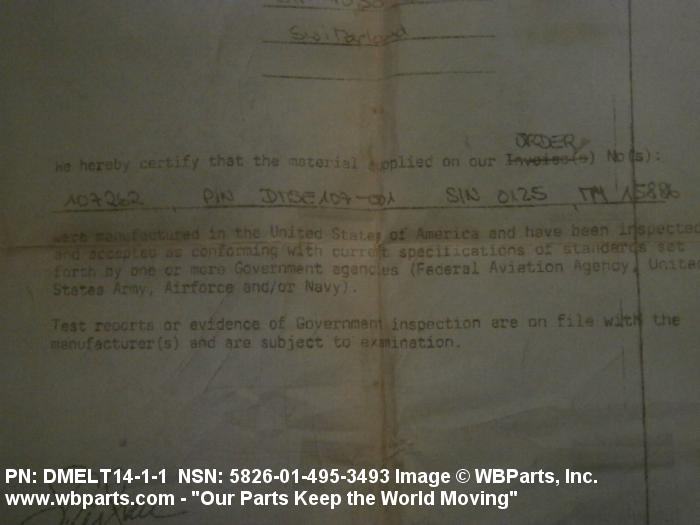 Switzerland
ORDER
We hereby certify that the material applied on our Invoice(s) No(s):
107262 P/N DTBE107-001 S/N 0125 15886
were manufactured in the United States of America and have been inspected
and accepted as conforming with current specifications of standards set
forth by one or more Government agencies (Federal Aviation Agency, United
States Army, Airforce and/or Navy).
Test reports or evidence of Government inspection are on file with the
manufacturer(s) and are subject to examination.
PN: DMELT14-1-1 NSN: 5826-01-495-3493 Image © WBParts, Inc.
www.wbparts.com - "Our Parts Keep the World Moving"